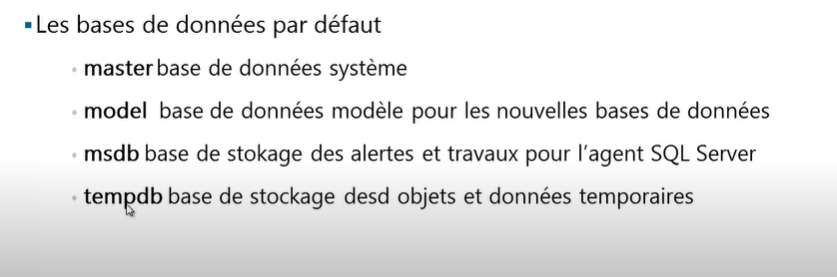 Les bases de données par défaut
master base de données système
model base de données modèle pour les nouvelles bases de données
msdb base de stokage des alertes et travaux pour l'agent SQL Server
tempdb base de stockage desd objets et données temporaires